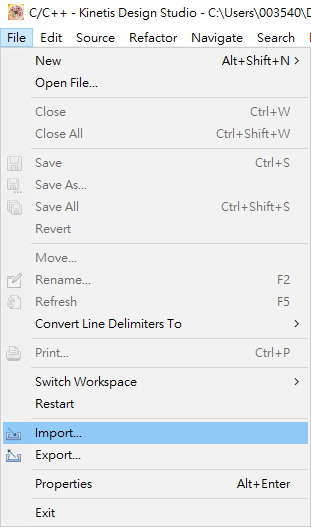 C/C++ - Kinetis Design Studio - C:\Users\003540\D
File Edit Source Refactor Navigate Search
New Alt+Shift+N >
Open File...
Close Ctrl+W
Close All Ctrl+Shift+W
Save Ctrl+S
Save As...
Save All Ctrl+Shift+S
Revert
Move...
Rename... F2
Refresh F5
Convert Line Delimiters To >
Print... Ctrl+P
Switch Workspace >
Restart
Import...
Export...
Properties Alt+Enter
Exit